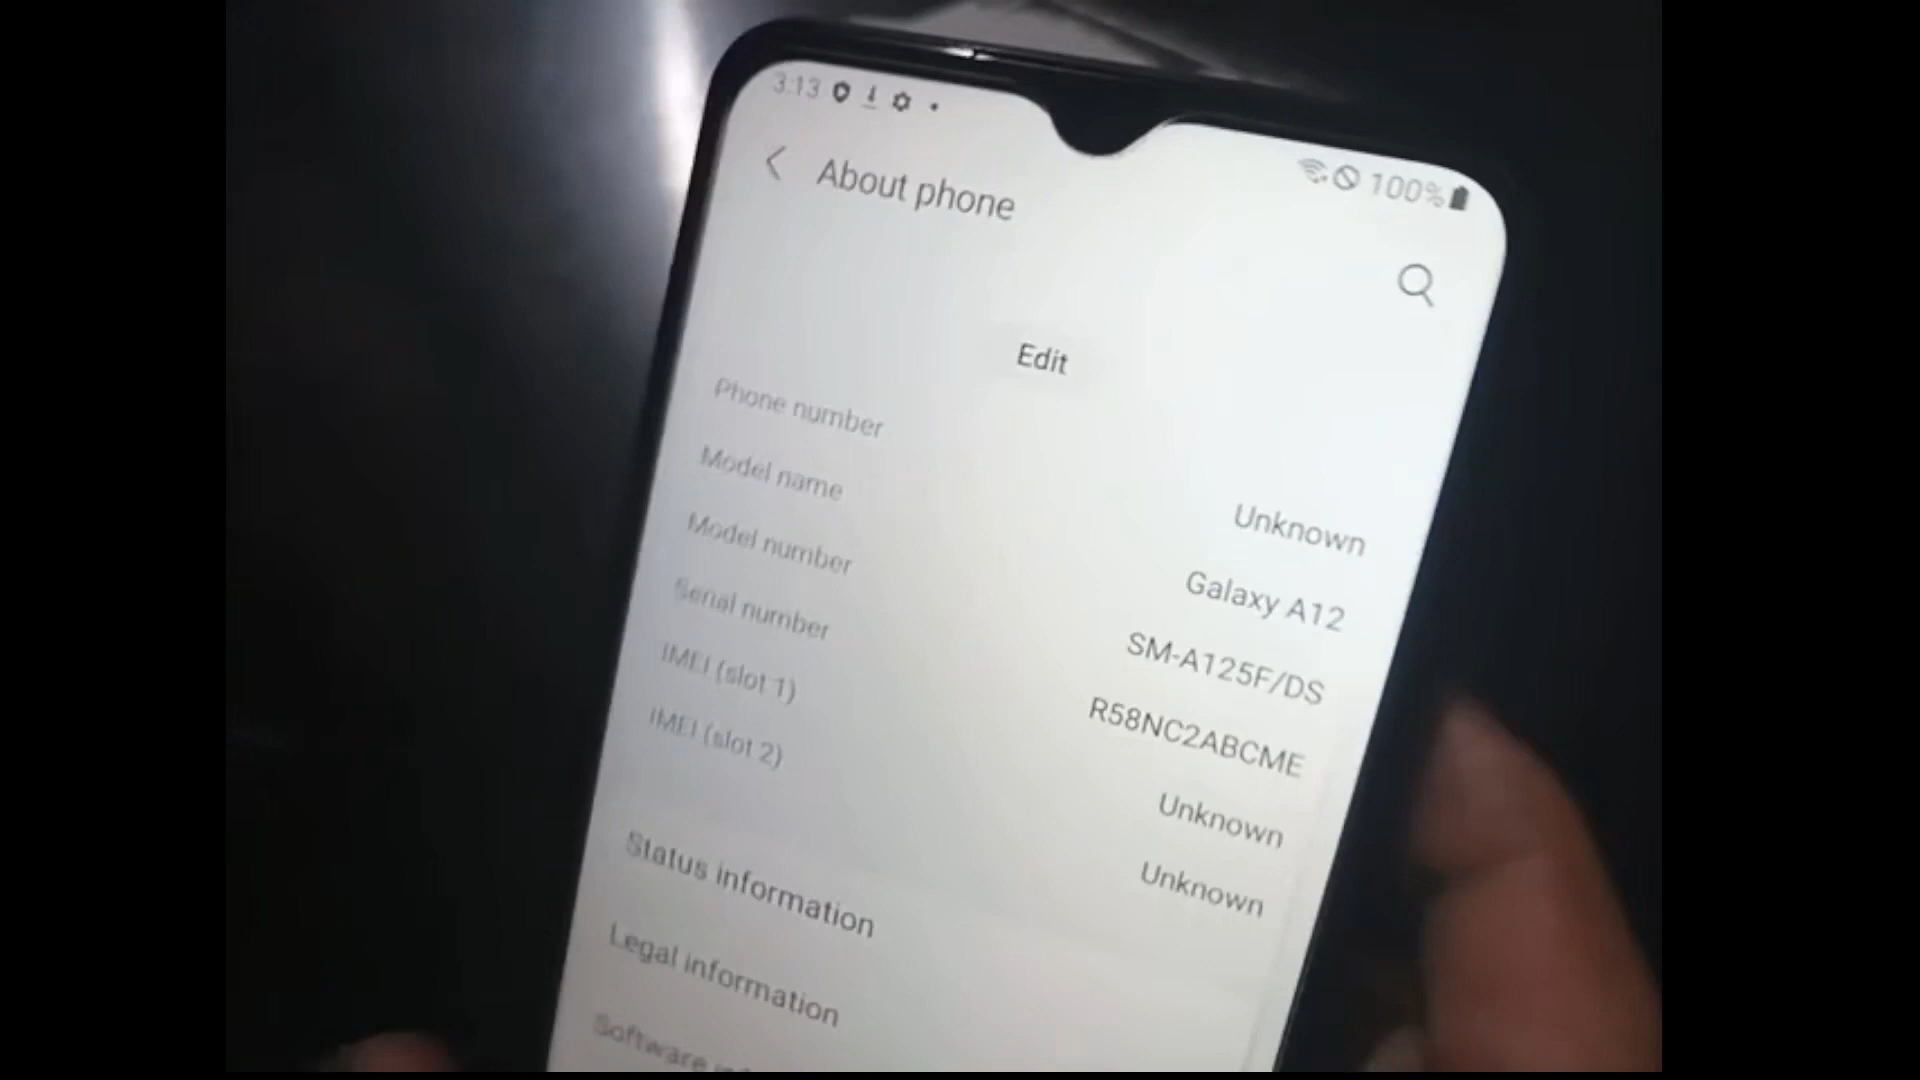 3:13
100%
About phone
Edit
Phone number
Unknown
Model name
Galaxy A12
Model number
SM-A125F/DS
Serial number
R58NC2ABCME
IMEI (slot 1)
Unknown
IMEI (slot 2)
Unknown
Status information
Legal information
Software